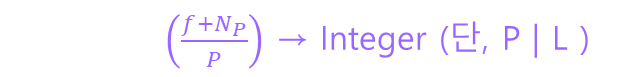 (f+N_P / P) → Integer (단, P | L )